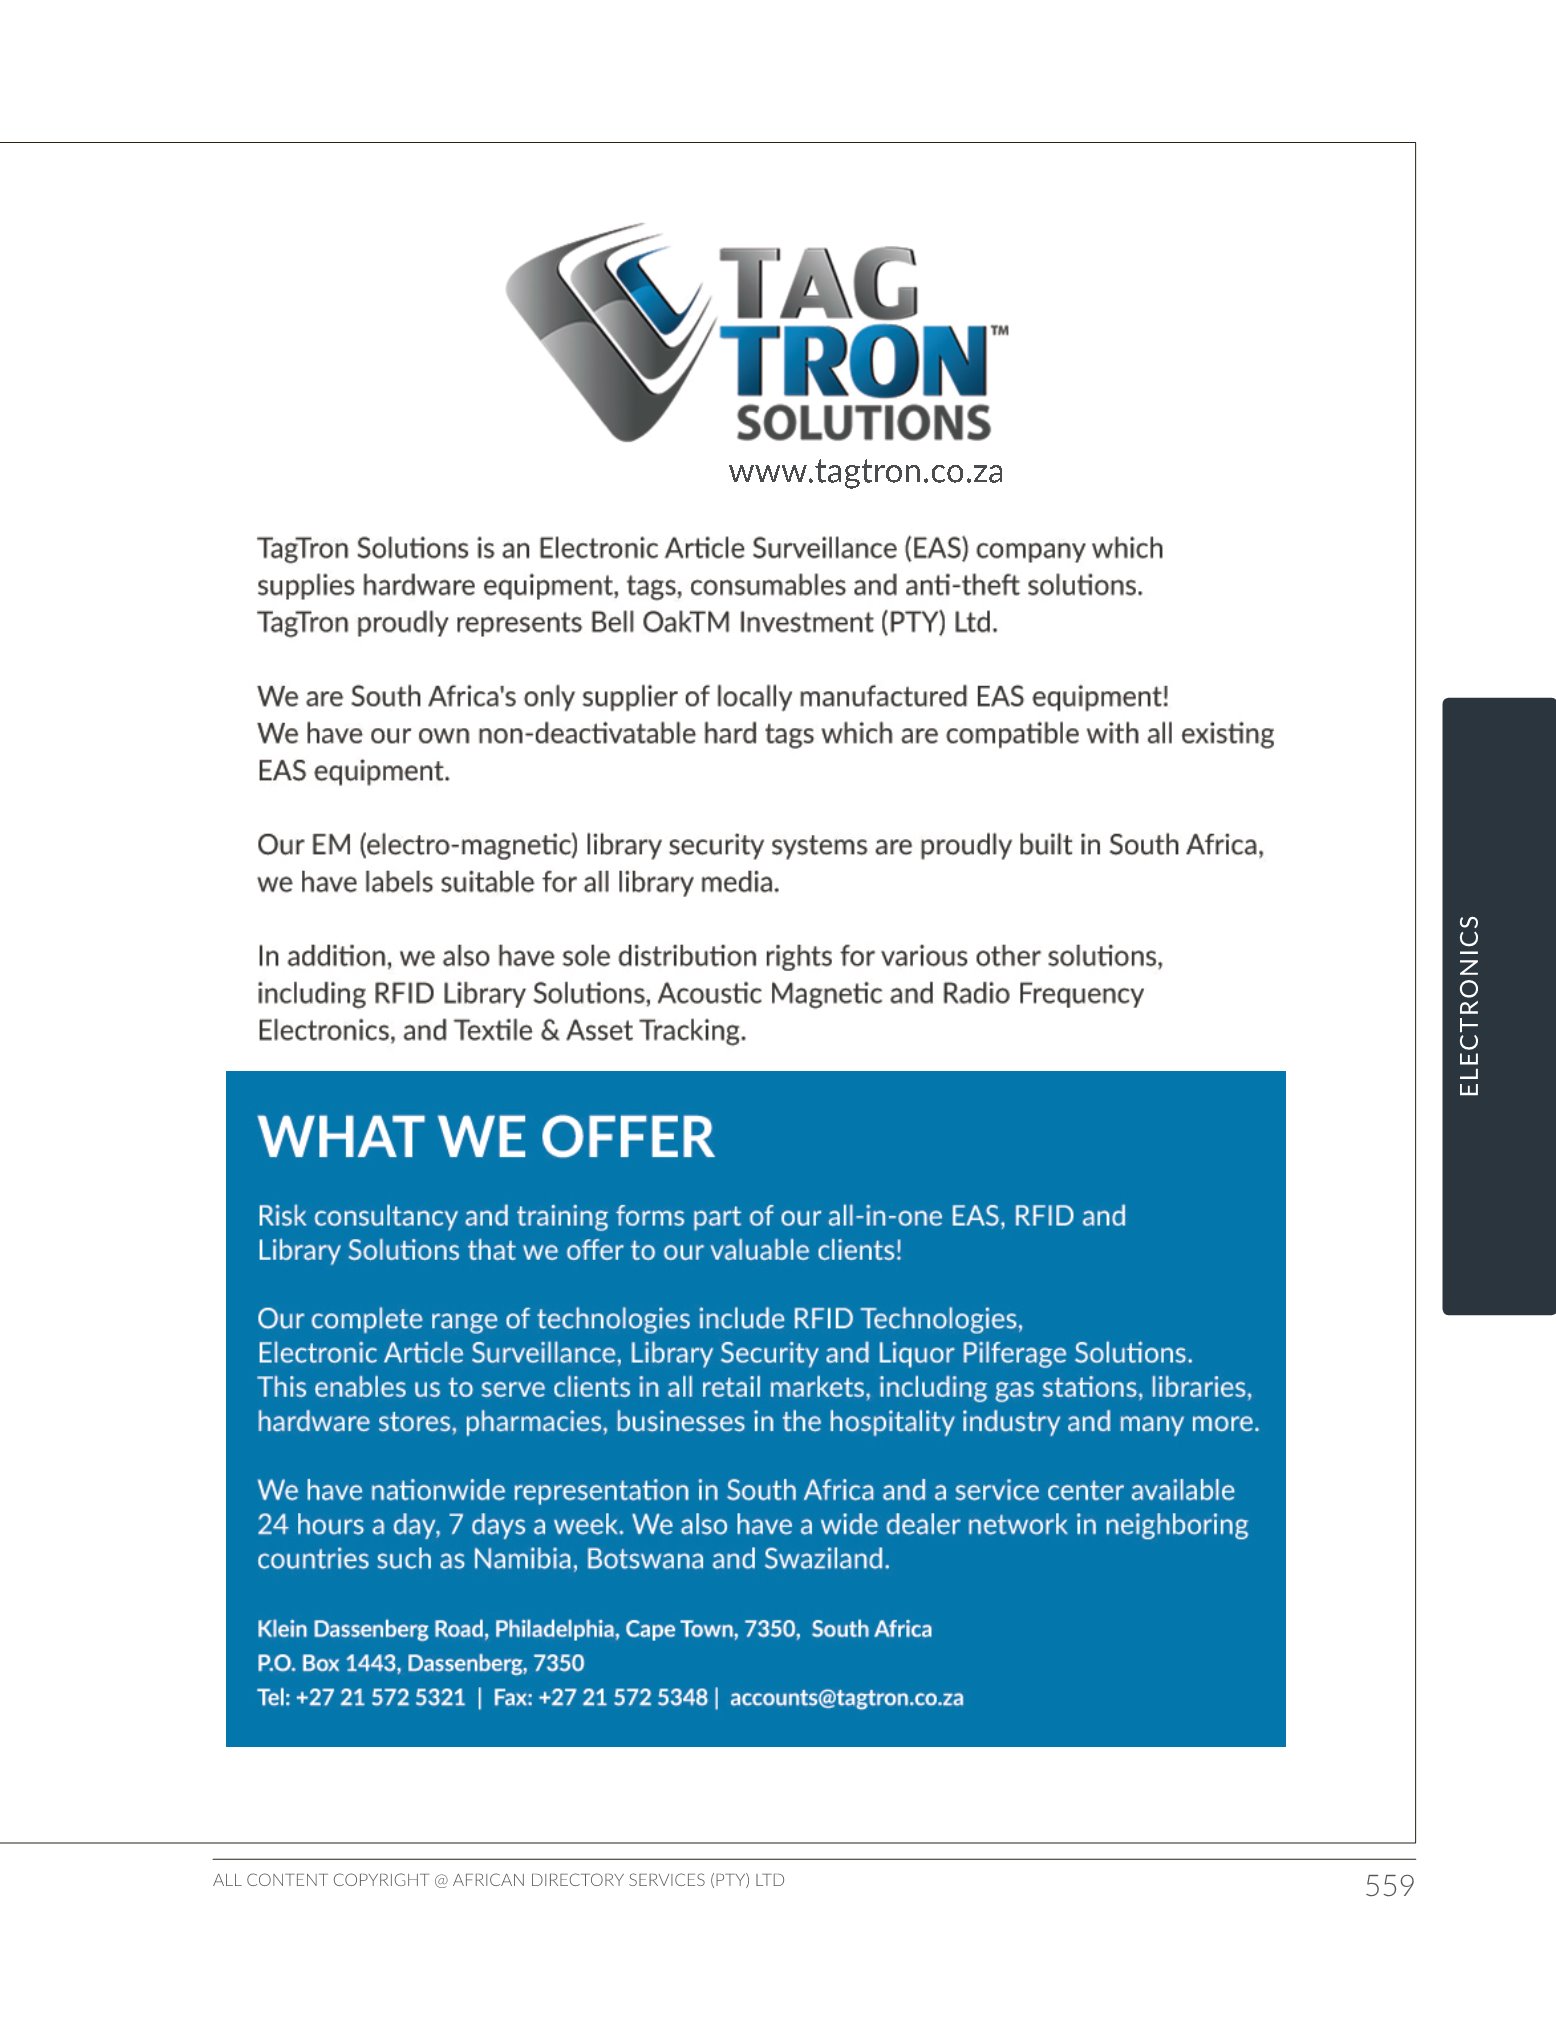 TAG
TRON™
SOLUTIONS
www.tagtron.co.za
TagTron Solutions is an Electronic Article Surveillance (EAS) company which
supplies hardware equipment, tags, consumables and anti-theft solutions.
TagTron proudly represents Bell OakTM Investment (PTY) Ltd.
We are South Africa's only supplier of locally manufactured EAS equipment!
We have our own non-deactivatable hard tags which are compatible with all existing
EAS equipment.
Our EM (electro-magnetic) library security systems are proudly built in South Africa,
we have labels suitable for all library media.
In addition, we also have sole distribution rights for various other solutions,
including RFID Library Solutions, Acoustic Magnetic and Radio Frequency
Electronics, and Textile & Asset Tracking.
WHAT WE OFFER
Risk consultancy and training forms part of our all-in-one EAS, RFID and
Library Solutions that we offer to our valuable clients!
Our complete range of technologies include RFID Technologies,
Electronic Article Surveillance, Library Security and Liquor Pilferage Solutions.
This enables us to serve clients in all retail markets, including gas stations, libraries,
hardware stores, pharmacies, businesses in the hospitality industry and many more.
We have nationwide representation in South Africa and a service center available
24 hours a day, 7 days a week. We also have a wide dealer network in neighboring
countries such as Namibia, Botswana and Swaziland.
Klein Dassenberg Road, Philadelphia, Cape Town, 7350, South Africa
P.O. Box 1443, Dassenberg, 7350
Tel: +27 21 572 5321 | Fax: +27 21 572 5348 | accounts@tagtron.co.za
ELECTRONICS
ALL CONTENT COPYRIGHT @ AFRICAN DIRECTORY SERVICES (PTY) LTD
559